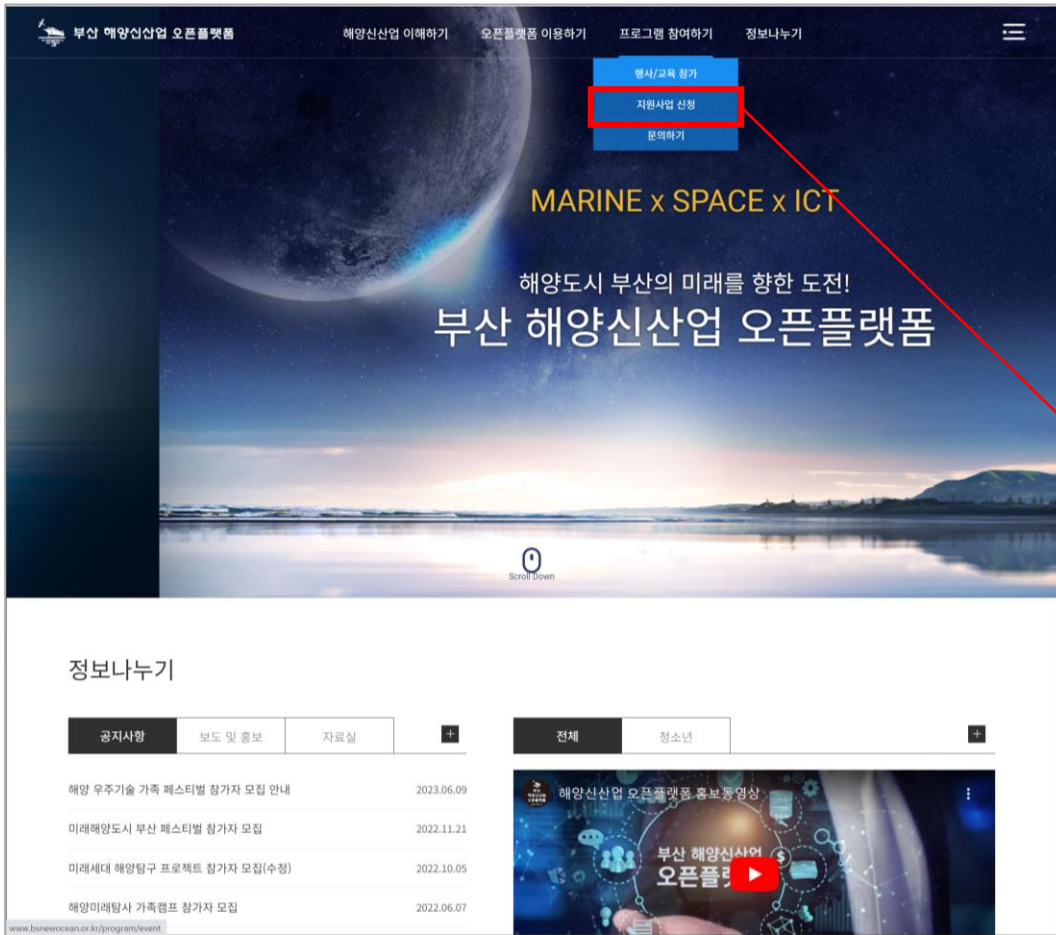 부산 해양신산업 오픈플랫폼
해양신산업 이해하기 오픈플랫폼 이용하기 프로그램 참여하기 정보나누기
행사/교육 참가
지원사업 신청
문의하기
MARINE x SPACE x ICT
해양도시 부산의 미래를 향한 도전!
부산 해양신산업 오픈플랫폼
Scroll Down
정보나누기
공지사항 보도 및 홍보 자료실 +
해양 우주기술 가족 페스티벌 참가자 모집 안내 2023.06.09
미래해양도시 부산 페스티벌 참가자 모집 2022.11.21
미래세대 해양탐구 프로젝트 참가자 모집(수정) 2022.10.05
해양미래탐사 가족캠프 참가자 모집 2022.06.07
전체 청소년 +
해양신산업 오픈플랫폼 홍보동영상
부산 해양신산업
오픈플랫
www.bsnewocean.or.kr/program/event